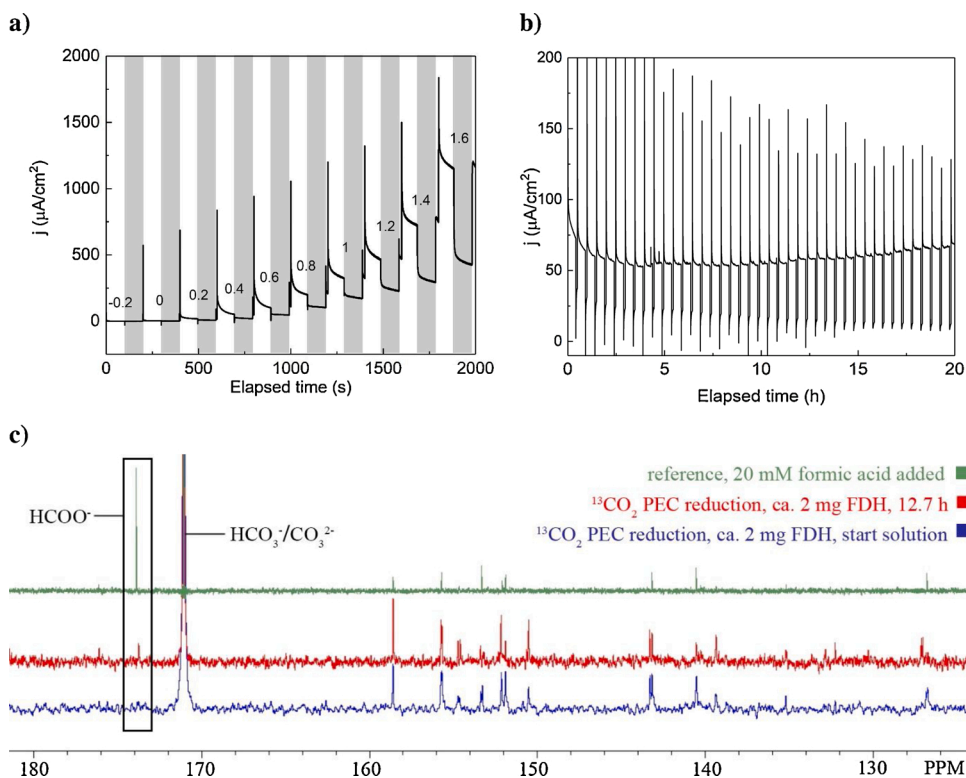 a)
j (μA/cm²)
2000
1500
1000
500
0
-0.2
0
0.2
0.4
0.6
0.8
1
1.2
1.4
1.6
0 500 1000 1500 2000
Elapsed time (s)
b)
j (μA/cm²)
200
150
100
50
0
0 5 10 15 20
Elapsed time (h)
c)
reference, 20 mM formic acid added
HCOO⁻
¹³CO₂ PEC reduction, ca. 2 mg FDH, 12.7 h
HCO₃⁻/CO₃²⁻
¹³CO₂ PEC reduction, ca. 2 mg FDH, start solution
180 170 160 150 140 130 PPM